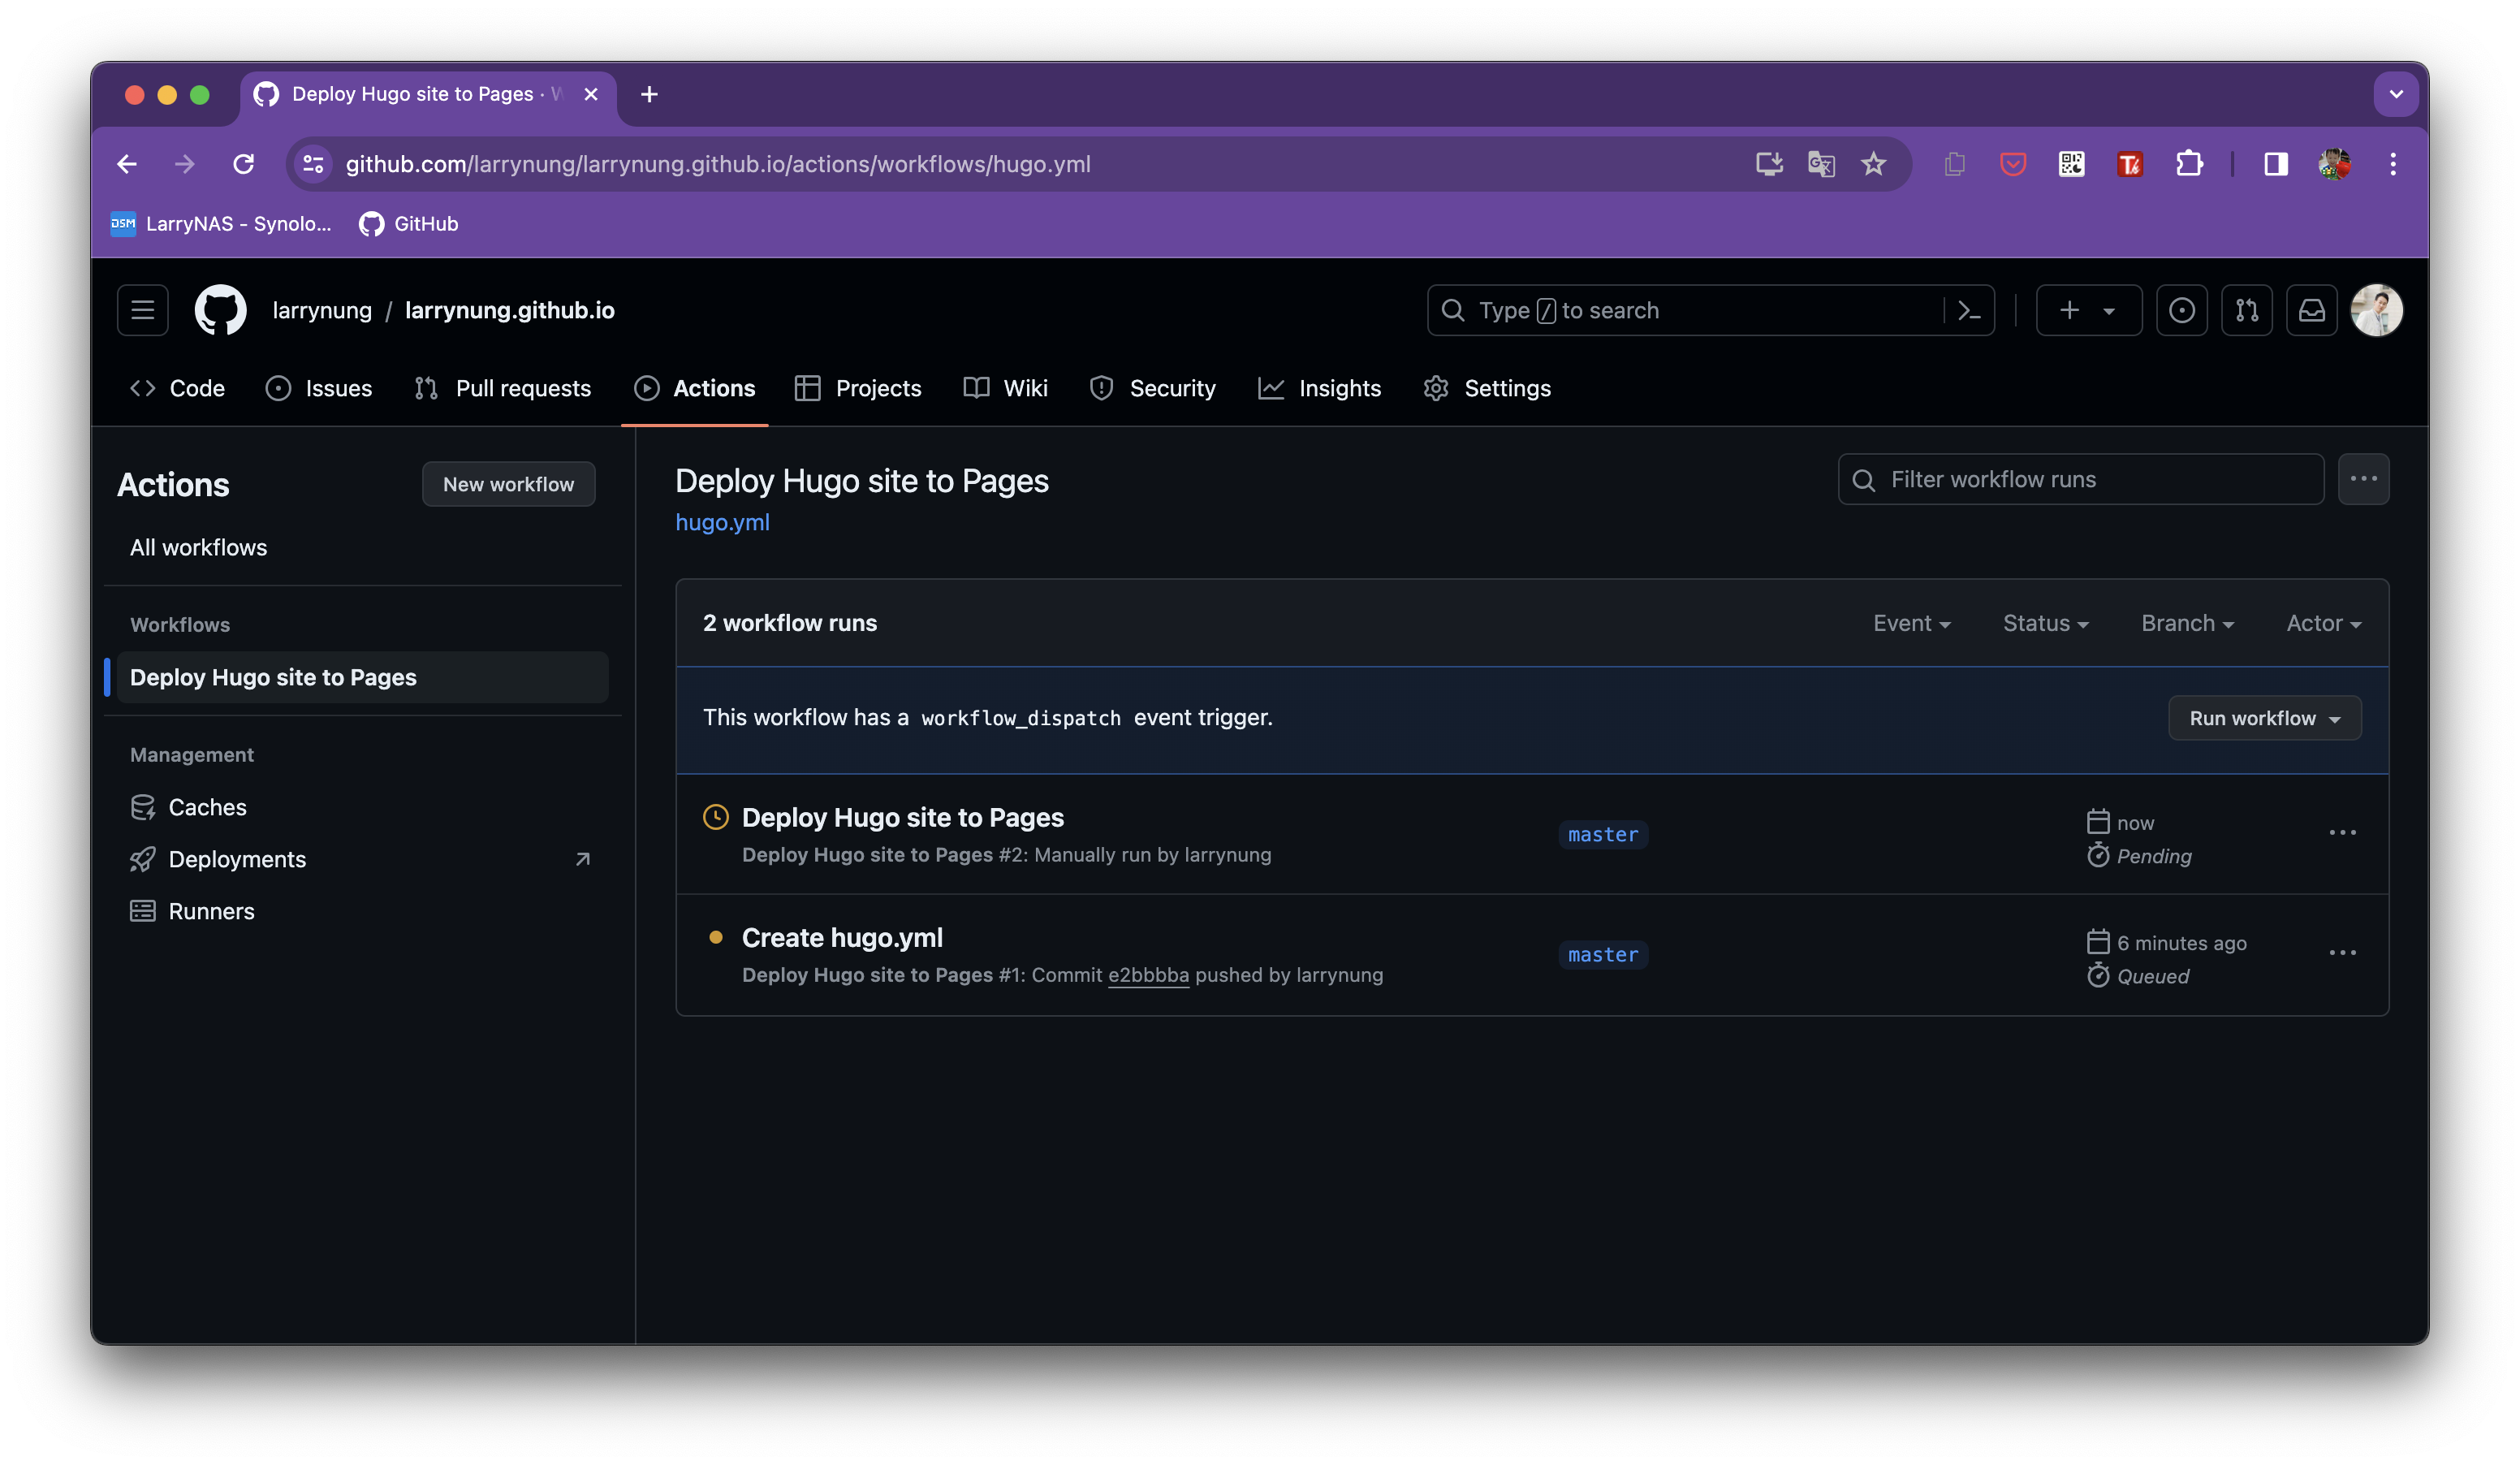 Deploy Hugo site to Pages ·
github.com/larrynung/larrynung.github.io/actions/workflows/hugo.yml
DSM LarryNAS - Synolo... GitHub
larrynung / larrynung.github.io
Type / to search
Code Issues Pull requests Actions Projects Wiki Security Insights Settings
Actions
New workflow
All workflows
Workflows
Deploy Hugo site to Pages
Management
Caches
Deployments
Runners
Deploy Hugo site to Pages
hugo.yml
Filter workflow runs
2 workflow runs
Event Status Branch Actor
This workflow has a workflow_dispatch event trigger.
Run workflow
Deploy Hugo site to Pages
Deploy Hugo site to Pages #2: Manually run by larrynung
master
now
Pending
Create hugo.yml
Deploy Hugo site to Pages #1: Commit e2bbbba pushed by larrynung
master
6 minutes ago
Queued